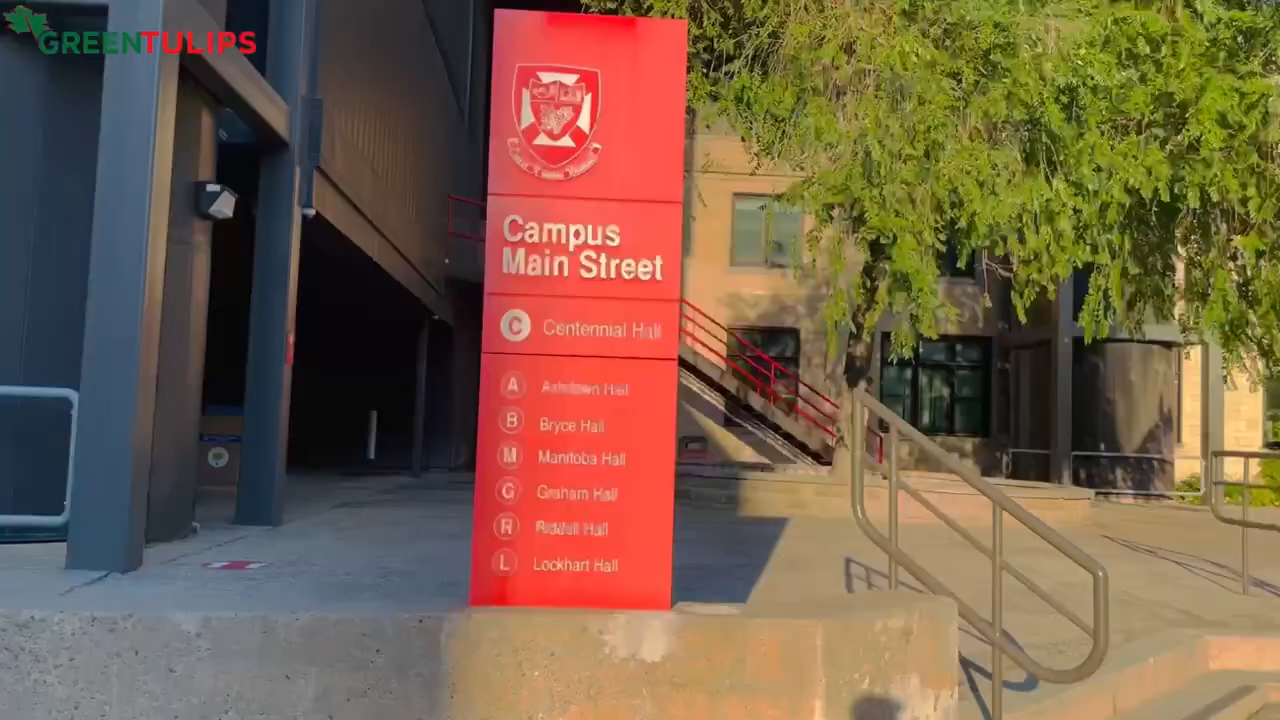 GREENTULIPS
Campus
Main Street
C Centennial Hall
A Ashdown Hall
B Bryce Hall
M Manitoba Hall
G Graham Hall
R Riddell Hall
L Lockhart Hall